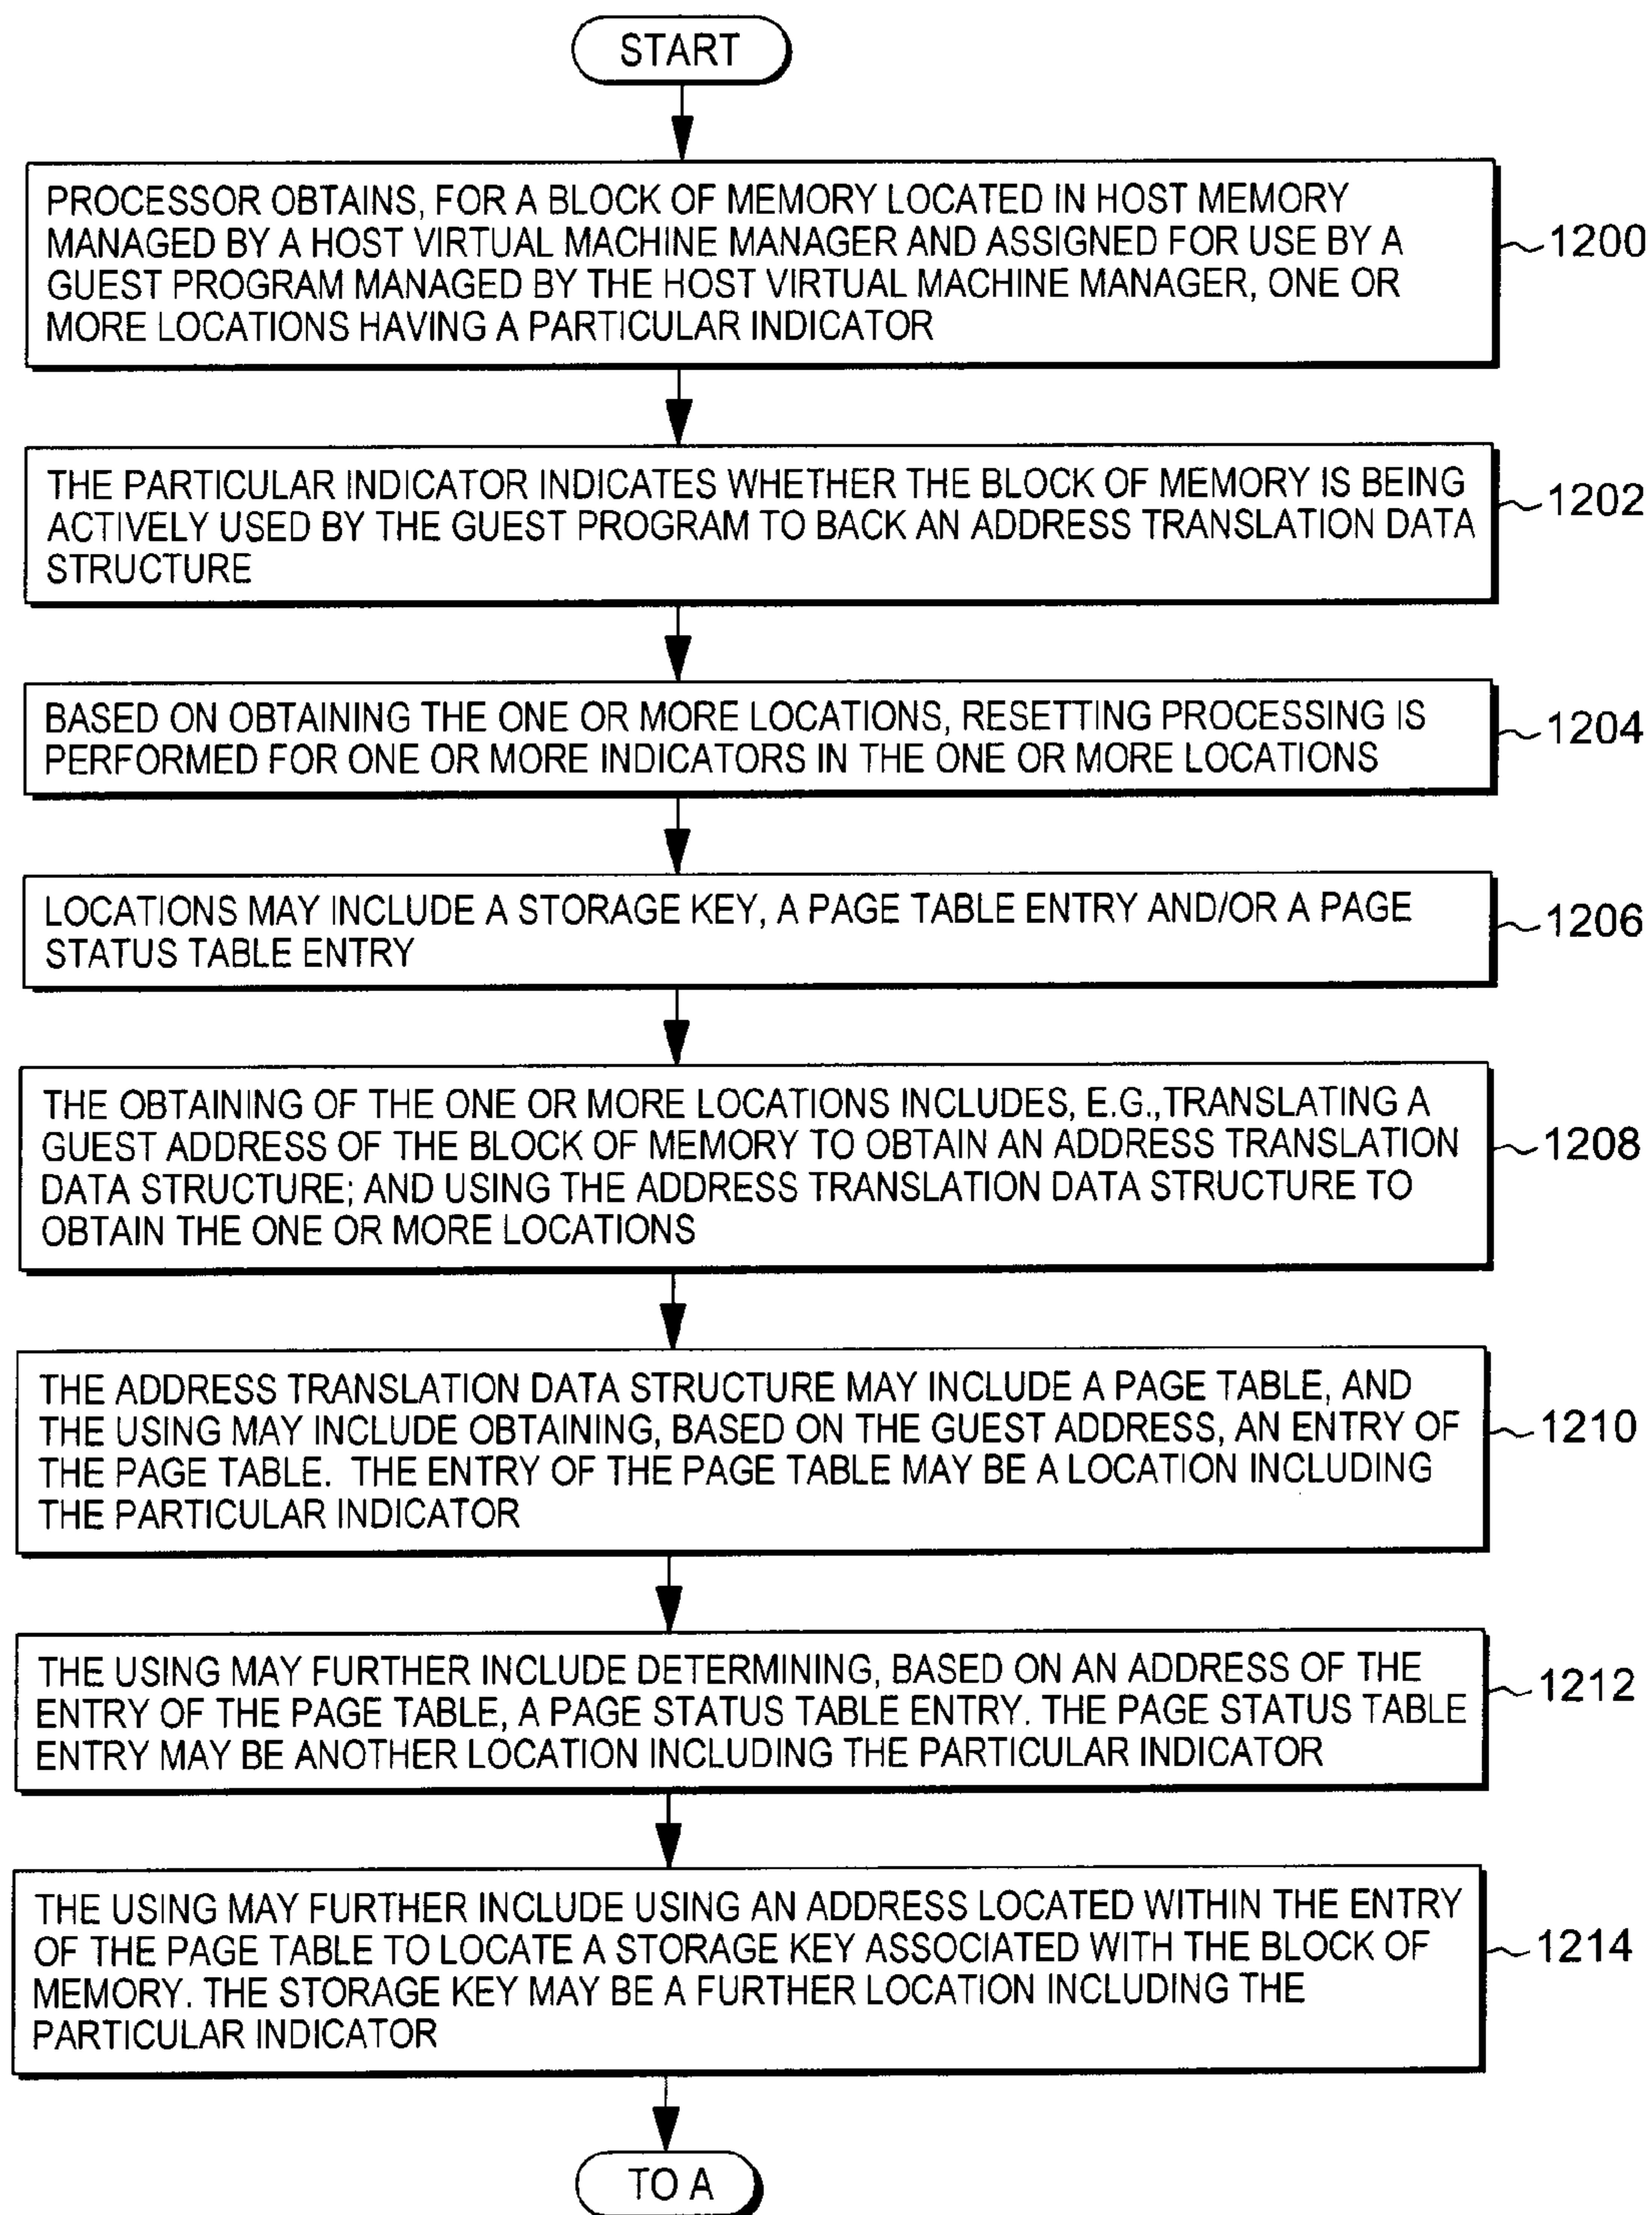 START
PROCESSOR OBTAINS, FOR A BLOCK OF MEMORY LOCATED IN HOST MEMORY
MANAGED BY A HOST VIRTUAL MACHINE MANAGER AND ASSIGNED FOR USE BY A
GUEST PROGRAM MANAGED BY THE HOST VIRTUAL MACHINE MANAGER, ONE OR
MORE LOCATIONS HAVING A PARTICULAR INDICATOR
1200
THE PARTICULAR INDICATOR INDICATES WHETHER THE BLOCK OF MEMORY IS BEING
ACTIVELY USED BY THE GUEST PROGRAM TO BACK AN ADDRESS TRANSLATION DATA
STRUCTURE
1202
BASED ON OBTAINING THE ONE OR MORE LOCATIONS, RESETTING PROCESSING IS
PERFORMED FOR ONE OR MORE INDICATORS IN THE ONE OR MORE LOCATIONS
1204
LOCATIONS MAY INCLUDE A STORAGE KEY, A PAGE TABLE ENTRY AND/OR A PAGE
STATUS TABLE ENTRY
1206
THE OBTAINING OF THE ONE OR MORE LOCATIONS INCLUDES, E.G.,TRANSLATING A
GUEST ADDRESS OF THE BLOCK OF MEMORY TO OBTAIN AN ADDRESS TRANSLATION
DATA STRUCTURE; AND USING THE ADDRESS TRANSLATION DATA STRUCTURE TO
OBTAIN THE ONE OR MORE LOCATIONS
1208
THE ADDRESS TRANSLATION DATA STRUCTURE MAY INCLUDE A PAGE TABLE, AND
THE USING MAY INCLUDE OBTAINING, BASED ON THE GUEST ADDRESS, AN ENTRY OF
THE PAGE TABLE. THE ENTRY OF THE PAGE TABLE MAY BE A LOCATION INCLUDING
THE PARTICULAR INDICATOR
1210
THE USING MAY FURTHER INCLUDE DETERMINING, BASED ON AN ADDRESS OF THE
ENTRY OF THE PAGE TABLE, A PAGE STATUS TABLE ENTRY. THE PAGE STATUS TABLE
ENTRY MAY BE ANOTHER LOCATION INCLUDING THE PARTICULAR INDICATOR
1212
THE USING MAY FURTHER INCLUDE USING AN ADDRESS LOCATED WITHIN THE ENTRY
OF THE PAGE TABLE TO LOCATE A STORAGE KEY ASSOCIATED WITH THE BLOCK OF
MEMORY. THE STORAGE KEY MAY BE A FURTHER LOCATION INCLUDING THE
PARTICULAR INDICATOR
1214
TO A